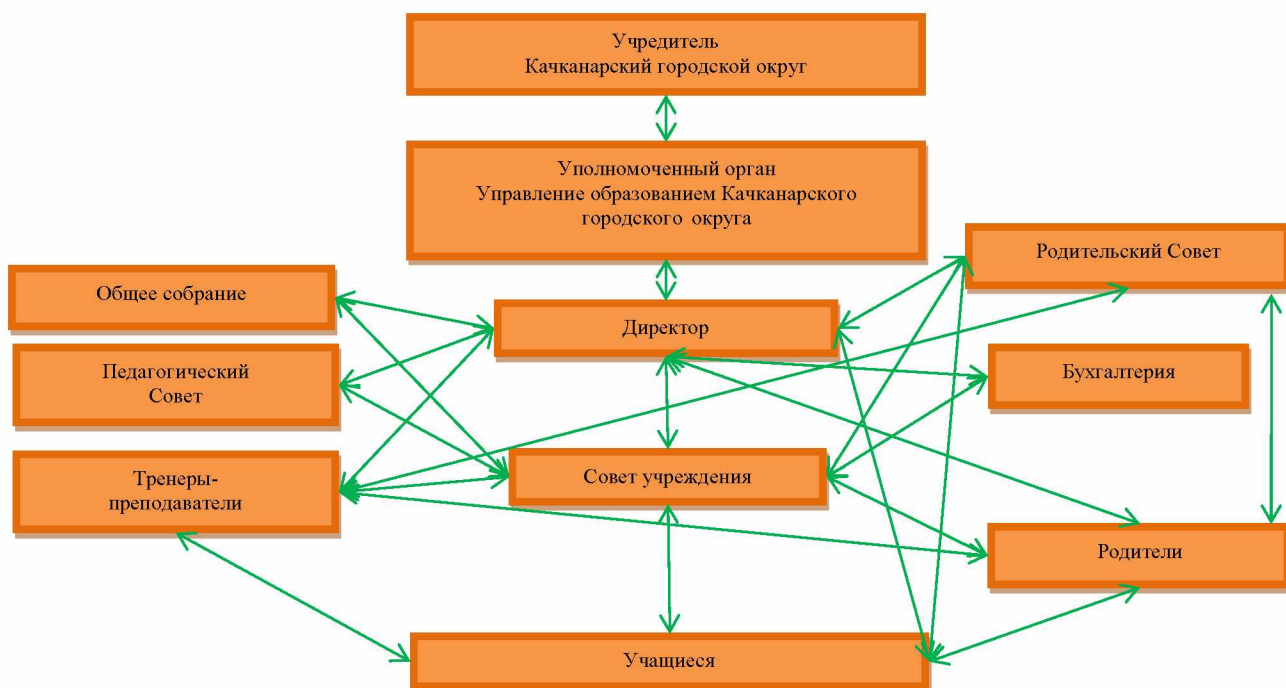 Учредитель
Качканарский городской округ
Уполномоченный орган
Управление образованием Качканарского
городского округа
Родительский Совет
Общее собрание
Директор
Педагогический
Совет
Бухгалтерия
Тренеры-
преподаватели
Совет учреждения
Родители
Учащиеся